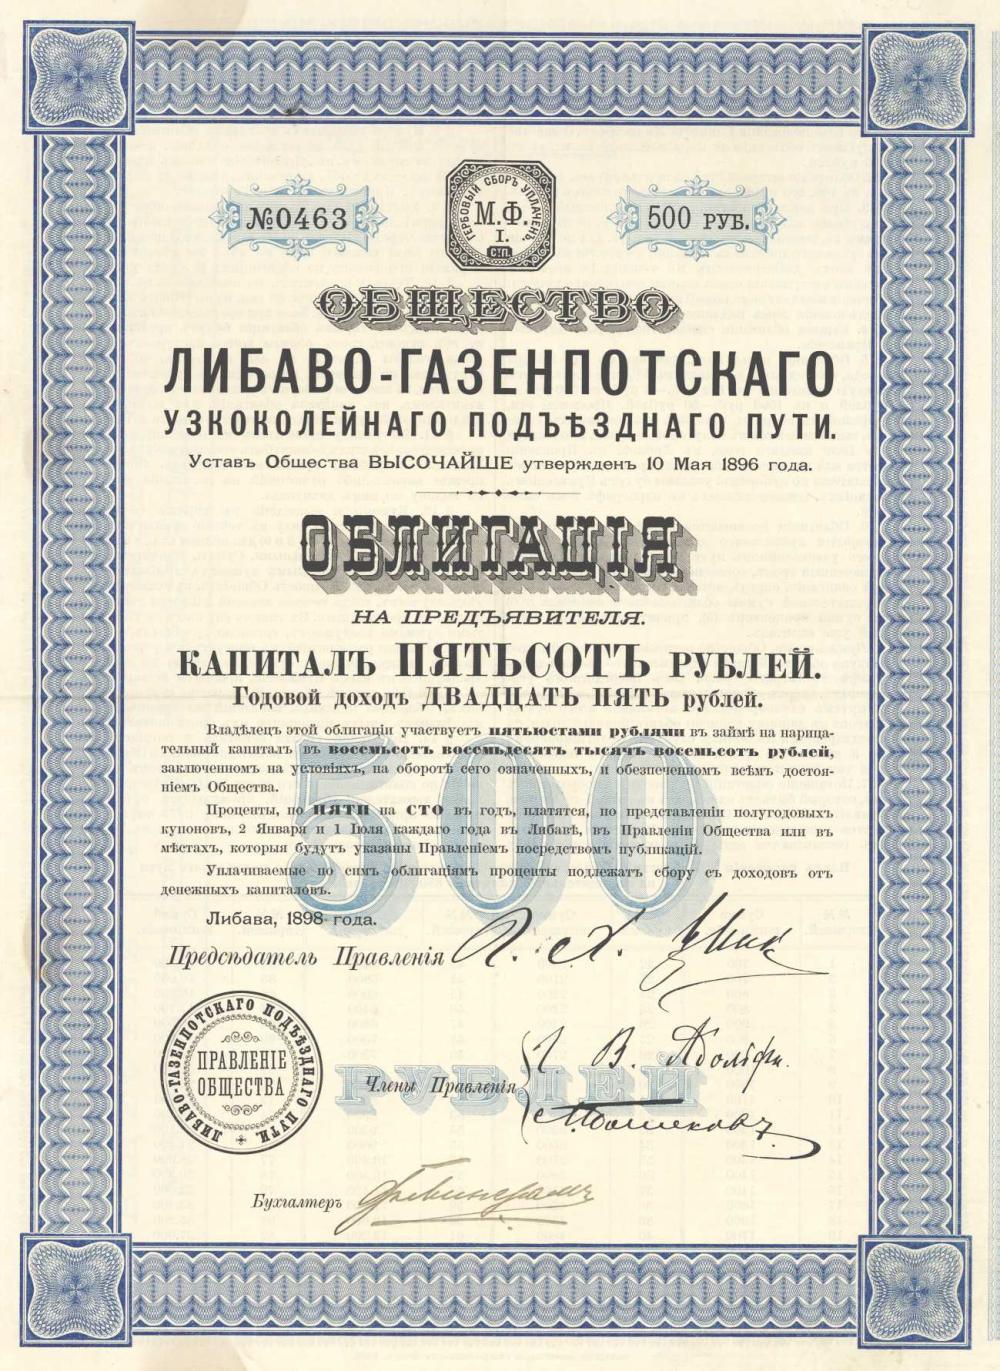 №0463
ГЕРБОВЫЙ СБОРЪ УПЛАЧЕНЪ.
М.Ф.
I.
С.П.
500 РУБ.
ОБЩЕСТВО
ЛИБАВО-ГАЗЕНПОТСКАГО
УЗКОКОЛЕЙНАГО ПОДЪѢЗДНАГО ПУТИ.
Уставъ Общества ВЫСОЧАЙШЕ утвержденъ 10 Мая 1896 года.
ОБЛИГАЦІЯ
НА ПРЕДЪЯВИТЕЛЯ.
КАПИТАЛЪ ПЯТЬСОТЪ РУБЛЕЙ.
Годовой доходъ ДВАДЦАТЬ ПЯТЬ рублей.
Владѣлецъ этой облигаціи участвуетъ пятьюстами рублями въ займѣ на нарица-
тельный капиталъ въ восемьсотъ восемьдесятъ тысячъ восемьсотъ рублей,
заключенномъ на условіяхъ, на оборотѣ сего означенныхъ, и обезпеченномъ всѣмъ достоя-
ніемъ Общества.
Проценты, по ПЯТИ на СТО въ годъ, платятся, по представленіи полугодовыхъ
купоновъ, 2 Января и 1 Іюля каждаго года въ Либавѣ, въ Правленіи Общества или въ
мѣстахъ, которыя будутъ указаны Правленіемъ посредствомъ публикацій.
Уплачиваемые по симъ облигаціямъ проценты подлежатъ сбору съ доходовъ отъ
денежныхъ капиталовъ.
500
Либава, 1898 года.
Предсѣдатель Правленія
ЛИБАВО-ГАЗЕНПОТСКАГО ПОДЪѢЗДНАГО ПУТИ.
ПРАВЛЕНІЕ
ОБЩЕСТВА
РУБЛЕЙ
Члены Правленія
Бухгалтеръ